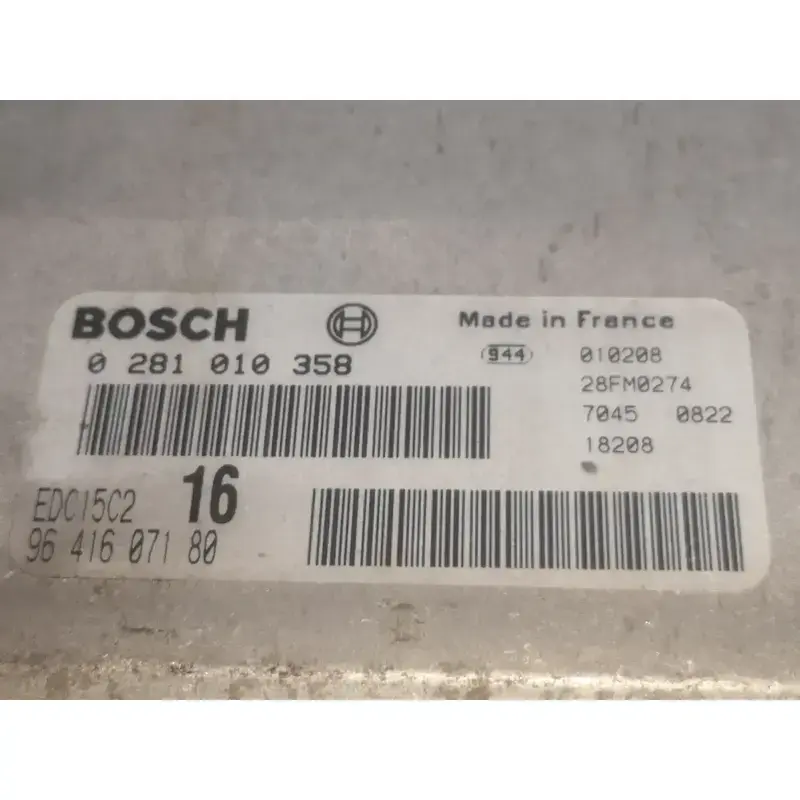 BOSCH
Made in France
0 281 010 358
944
010208
28FM0274
7045 0822
18208
EDC15C2
16
96 416 071 80